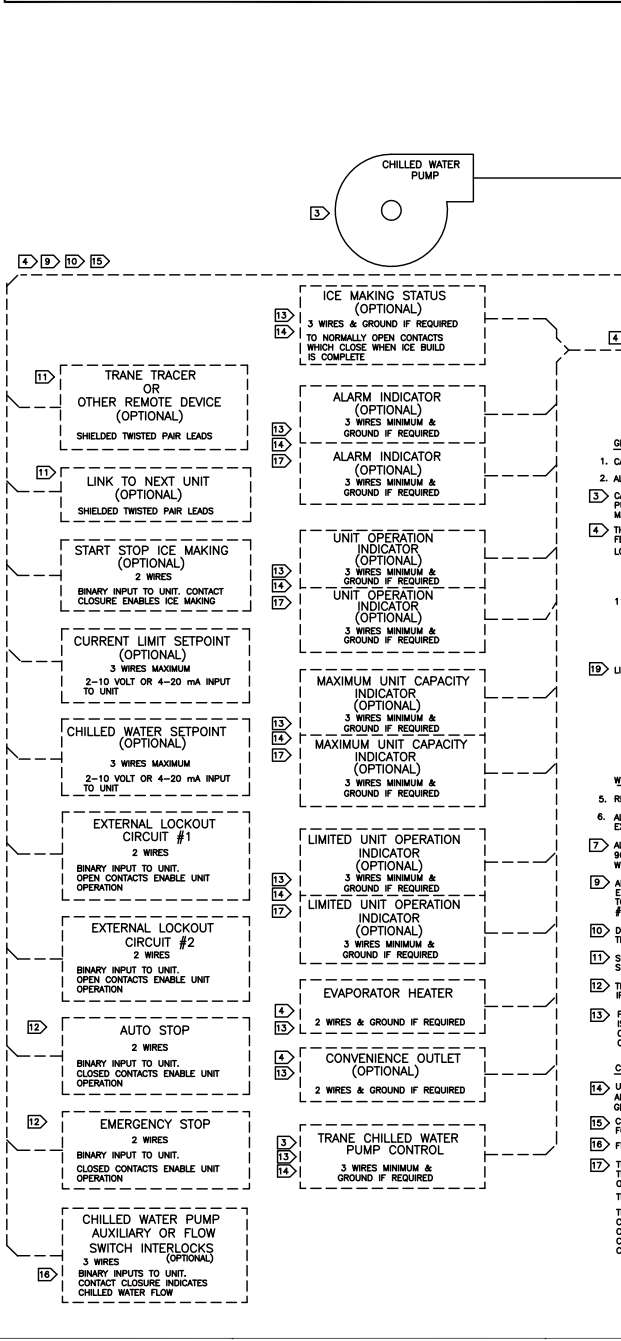 CHILLED WATER
PUMP
3
4 9 10 15
11
TRANE TRACER
OR
OTHER REMOTE DEVICE
(OPTIONAL)
SHIELDED TWISTED PAIR LEADS
11
LINK TO NEXT UNIT
(OPTIONAL)
SHIELDED TWISTED PAIR LEADS
START STOP ICE MAKING
(OPTIONAL)
2 WIRES
BINARY INPUT TO UNIT. CONTACT
CLOSURE ENABLES ICE MAKING
CURRENT LIMIT SETPOINT
(OPTIONAL)
3 WIRES MAXIMUM
2-10 VOLT OR 4-20 mA INPUT
TO UNIT
CHILLED WATER SETPOINT
(OPTIONAL)
3 WIRES MAXIMUM
2-10 VOLT OR 4-20 mA INPUT
TO UNIT
EXTERNAL LOCKOUT
CIRCUIT #1
2 WIRES
BINARY INPUT TO UNIT.
OPEN CONTACTS ENABLE UNIT
OPERATION
EXTERNAL LOCKOUT
CIRCUIT #2
2 WIRES
BINARY INPUT TO UNIT.
OPEN CONTACTS ENABLE UNIT
OPERATION
12
AUTO STOP
2 WIRES
BINARY INPUT TO UNIT.
CLOSED CONTACTS ENABLE UNIT
OPERATION
12
EMERGENCY STOP
2 WIRES
BINARY INPUT TO UNIT.
CLOSED CONTACTS ENABLE UNIT
OPERATION
CHILLED WATER PUMP
AUXILIARY OR FLOW
SWITCH INTERLOCKS
3 WIRES (OPTIONAL)
16
BINARY INPUTS TO UNIT.
CONTACT CLOSURE INDICATES
CHILLED WATER FLOW
ICE MAKING STATUS
(OPTIONAL)
13
3 WIRES & GROUND IF REQUIRED
14
TO NORMALLY OPEN CONTACTS
WHICH CLOSE WHEN ICE BUILD
IS COMPLETE
ALARM INDICATOR
(OPTIONAL)
3 WIRES MINIMUM &
GROUND IF REQUIRED
13
14
17
ALARM INDICATOR
(OPTIONAL)
3 WIRES MINIMUM &
GROUND IF REQUIRED
UNIT OPERATION
INDICATOR
(OPTIONAL)
3 WIRES MINIMUM &
GROUND IF REQUIRED
13
14
17
UNIT OPERATION
INDICATOR
(OPTIONAL)
3 WIRES MINIMUM &
GROUND IF REQUIRED
MAXIMUM UNIT CAPACITY
INDICATOR
(OPTIONAL)
3 WIRES MINIMUM &
GROUND IF REQUIRED
13
14
17
MAXIMUM UNIT CAPACITY
INDICATOR
(OPTIONAL)
3 WIRES MINIMUM &
GROUND IF REQUIRED
LIMITED UNIT OPERATION
INDICATOR
(OPTIONAL)
3 WIRES MINIMUM &
GROUND IF REQUIRED
13
14
17
LIMITED UNIT OPERATION
INDICATOR
(OPTIONAL)
3 WIRES MINIMUM &
GROUND IF REQUIRED
EVAPORATOR HEATER
4
13
2 WIRES & GROUND IF REQUIRED
4
13
CONVENIENCE OUTLET
(OPTIONAL)
2 WIRES & GROUND IF REQUIRED
3
13
14
TRANE CHILLED WATER
PUMP CONTROL
3 WIRES MINIMUM &
GROUND IF REQUIRED
4
1.
2.
3
4
19
5.
6.
7
9
10
11
12
13
14
15
16
17